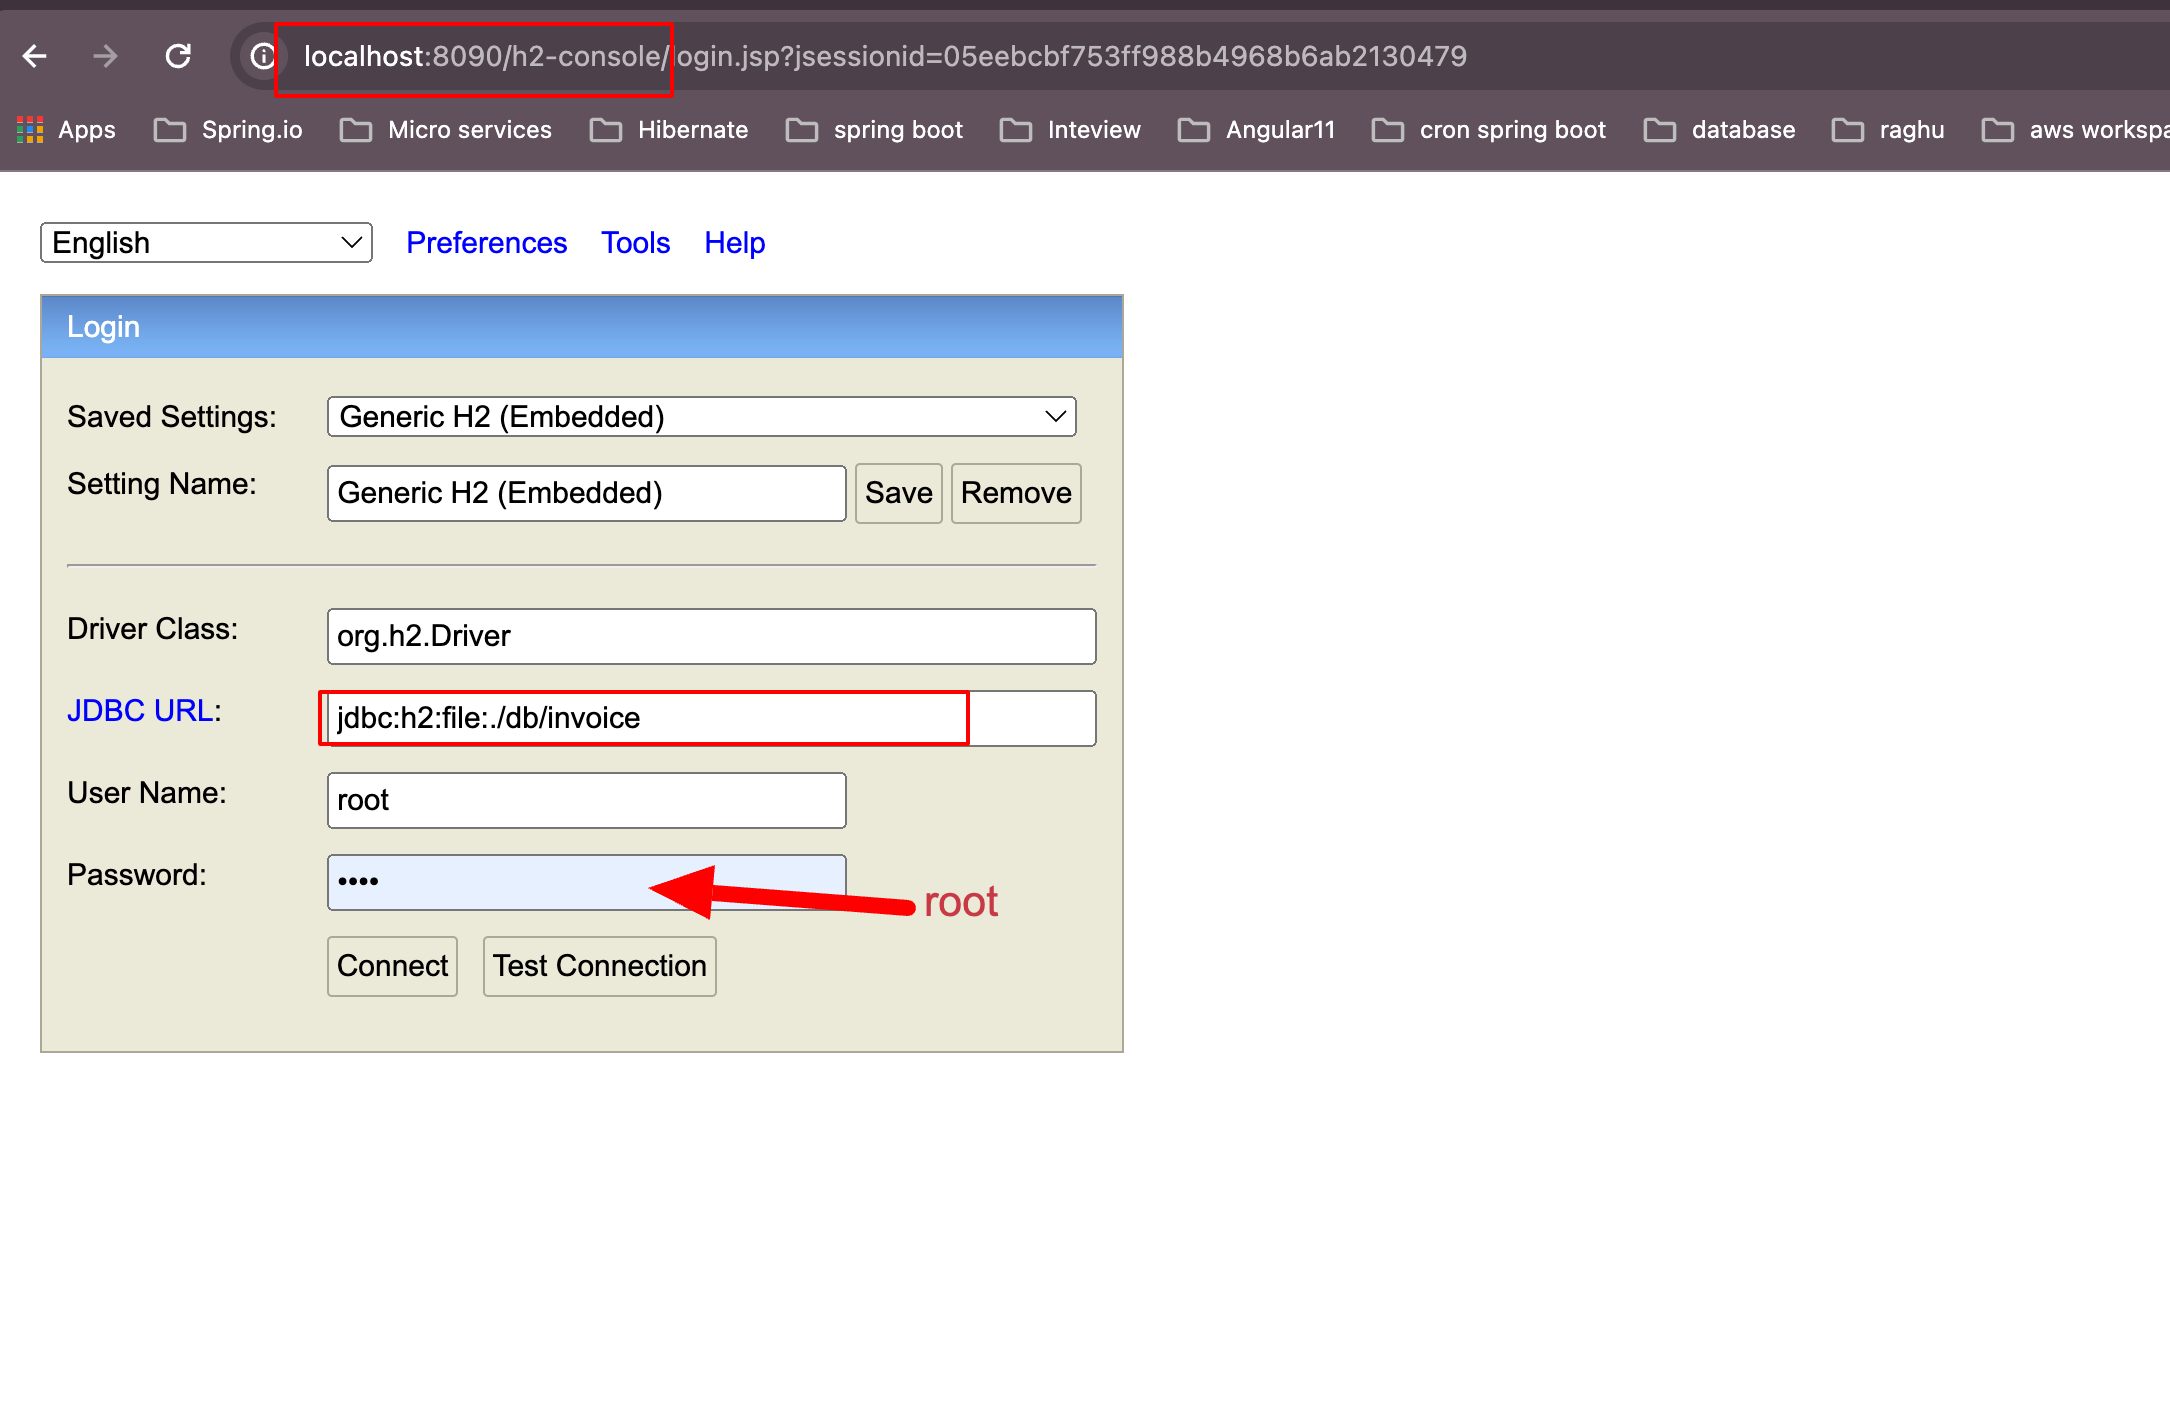 localhost:8090/h2-console/login.jsp?jsessionid=05eebcbf753ff988b4968b6ab2130479
Apps Spring.io Micro services Hibernate spring boot Inteview Angular11 cron spring boot database raghu aws workspa
English Preferences Tools Help
Login
Saved Settings: Generic H2 (Embedded)
Setting Name: Generic H2 (Embedded) Save Remove
Driver Class: org.h2.Driver
JDBC URL: jdbc:h2:file:./db/invoice
User Name: root
Password: ••••
root
Connect Test Connection